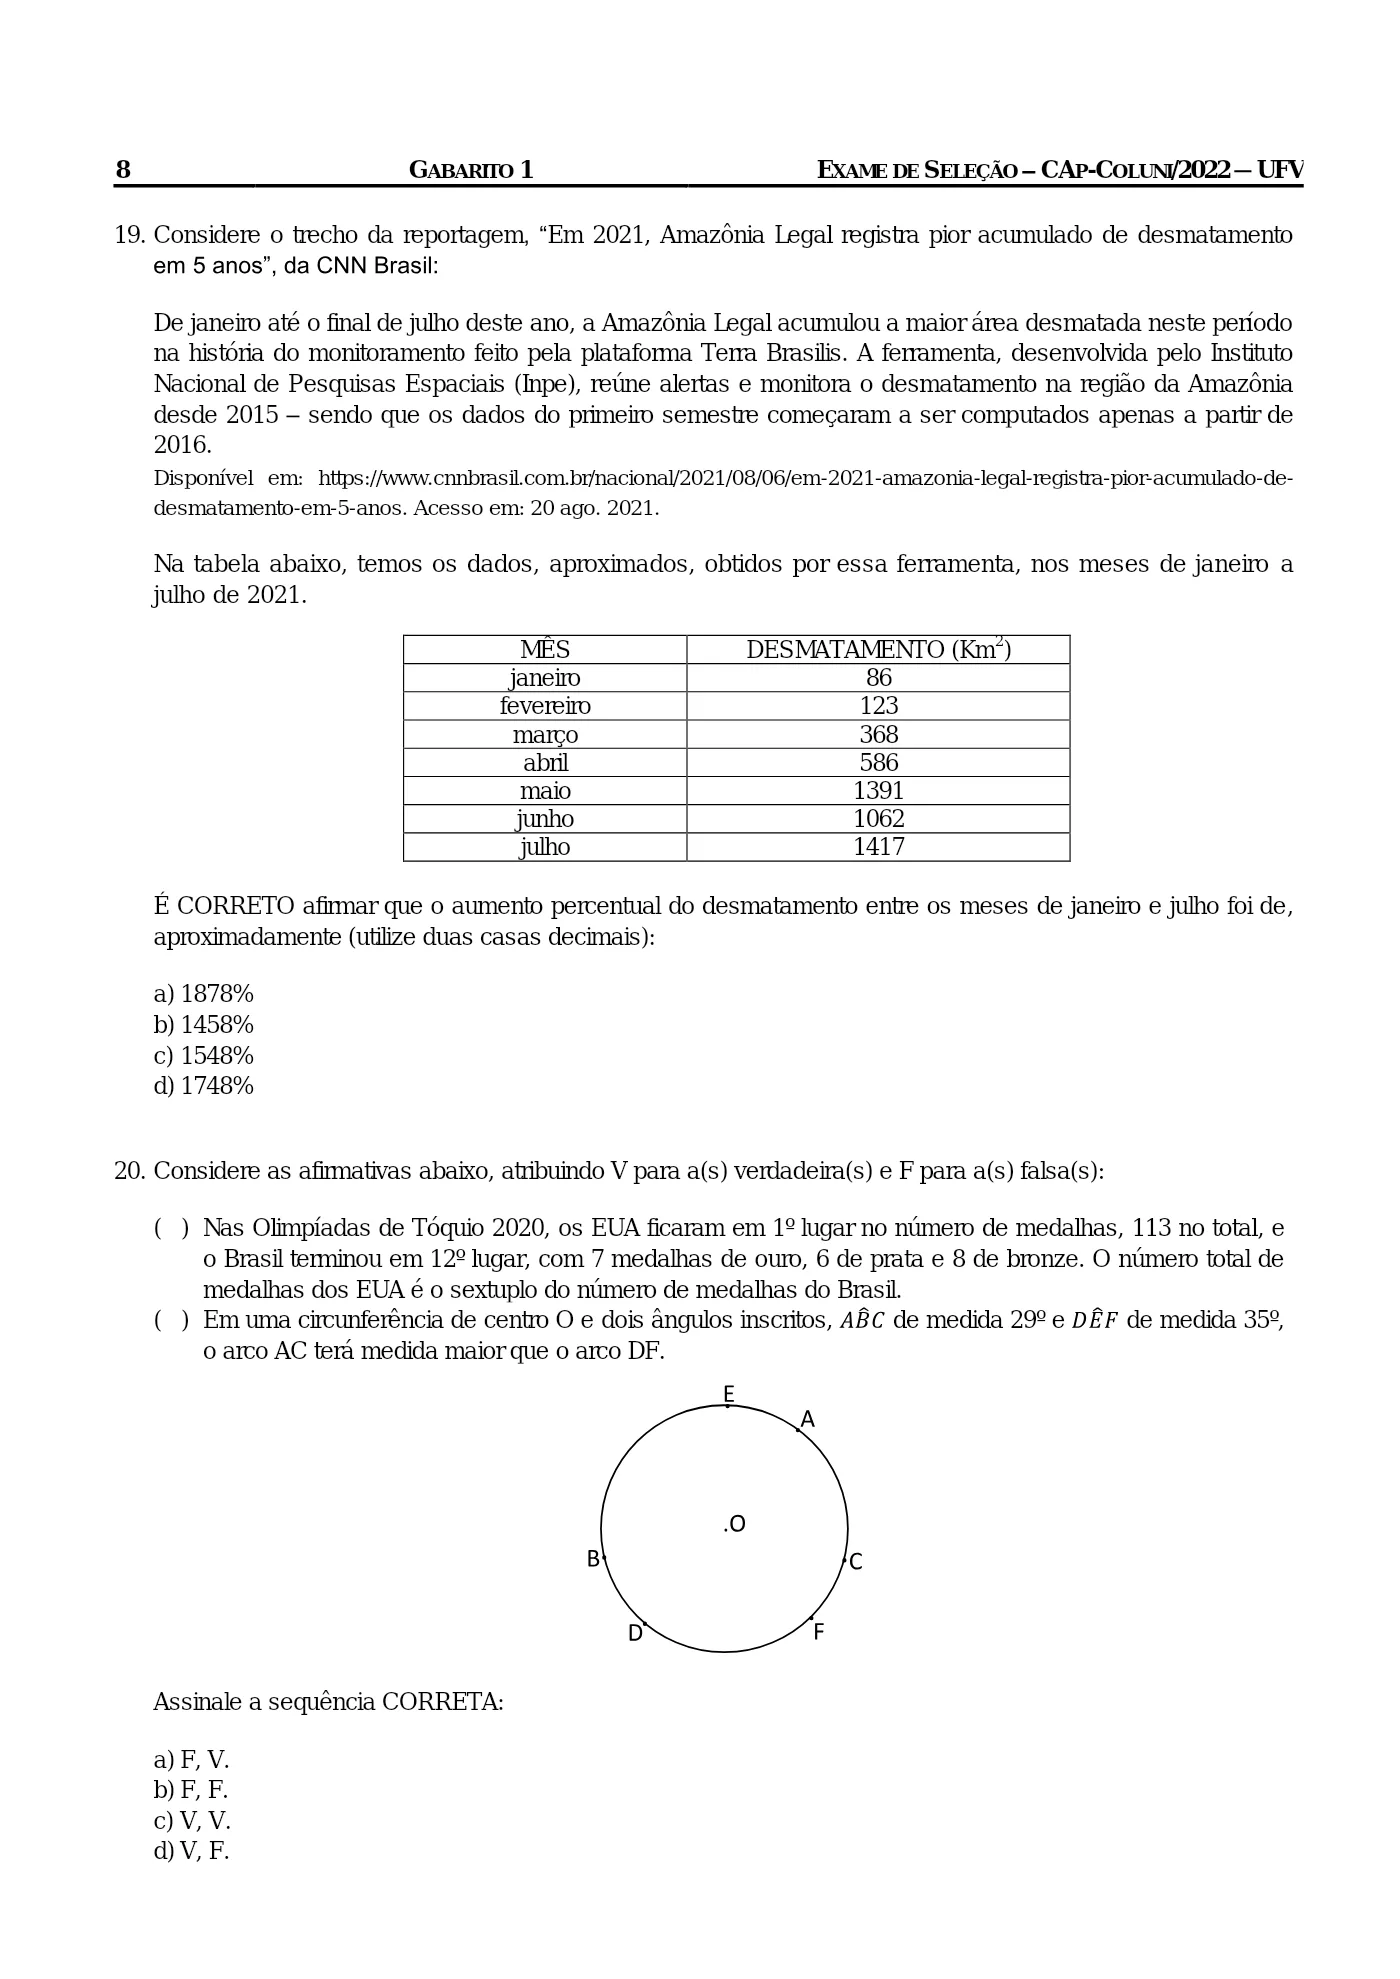 8 GABARITO 1 EXAME DE SELEÇÃO – CAP-COLUNI/2022 — UFV
19. Considere o trecho da reportagem, “Em 2021, Amazônia Legal registra pior acumulado de desmatamento
em 5 anos”, da CNN Brasil:
De janeiro até o final de julho deste ano, a Amazônia Legal acumulou a maior área desmatada neste período
na história do monitoramento feito pela plataforma Terra Brasilis. A ferramenta, desenvolvida pelo Instituto
Nacional de Pesquisas Espaciais (Inpe), reúne alertas e monitora o desmatamento na região da Amazônia
desde 2015 – sendo que os dados do primeiro semestre começaram a ser computados apenas a partir de
2016.
Disponível em: https://www.cnnbrasil.com.br/nacional/2021/08/06/em-2021-amazonia-legal-registra-pior-acumulado-de-
desmatamento-em-5-anos. Acesso em: 20 ago. 2021.
Na tabela abaixo, temos os dados, aproximados, obtidos por essa ferramenta, nos meses de janeiro a
julho de 2021.
MÊS DESMATAMENTO (Km²)
janeiro 86
fevereiro 123
março 368
abril 586
maio 1391
junho 1062
julho 1417
É CORRETO afirmar que o aumento percentual do desmatamento entre os meses de janeiro e julho foi de,
aproximadamente (utilize duas casas decimais):
a) 1878%
b) 1458%
c) 1548%
d) 1748%
20. Considere as afirmativas abaixo, atribuindo V para a(s) verdadeira(s) e F para a(s) falsa(s):
( ) Nas Olimpíadas de Tóquio 2020, os EUA ficaram em 1º lugar no número de medalhas, 113 no total, e
o Brasil terminou em 12º lugar, com 7 medalhas de ouro, 6 de prata e 8 de bronze. O número total de
medalhas dos EUA é o sextuplo do número de medalhas do Brasil.
( ) Em uma circunferência de centro O e dois ângulos inscritos, AB̂C de medida 29º e DÊF de medida 35º,
o arco AC terá medida maior que o arco DF.
E
A
.O
B
C
D
F
Assinale a sequência CORRETA:
a) F, V.
b) F, F.
c) V, V.
d) V, F.